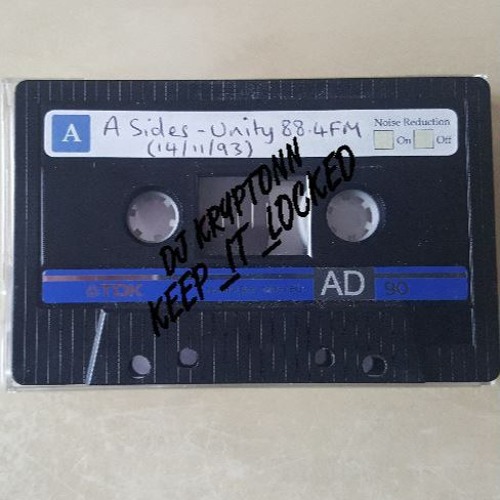 A A Sides - Unity 88.4FM
(14/11/93)
Noise Reduction
On Off
DJ KRYPTONN
KEEP_IT_LOCKED
TDK
AD 90